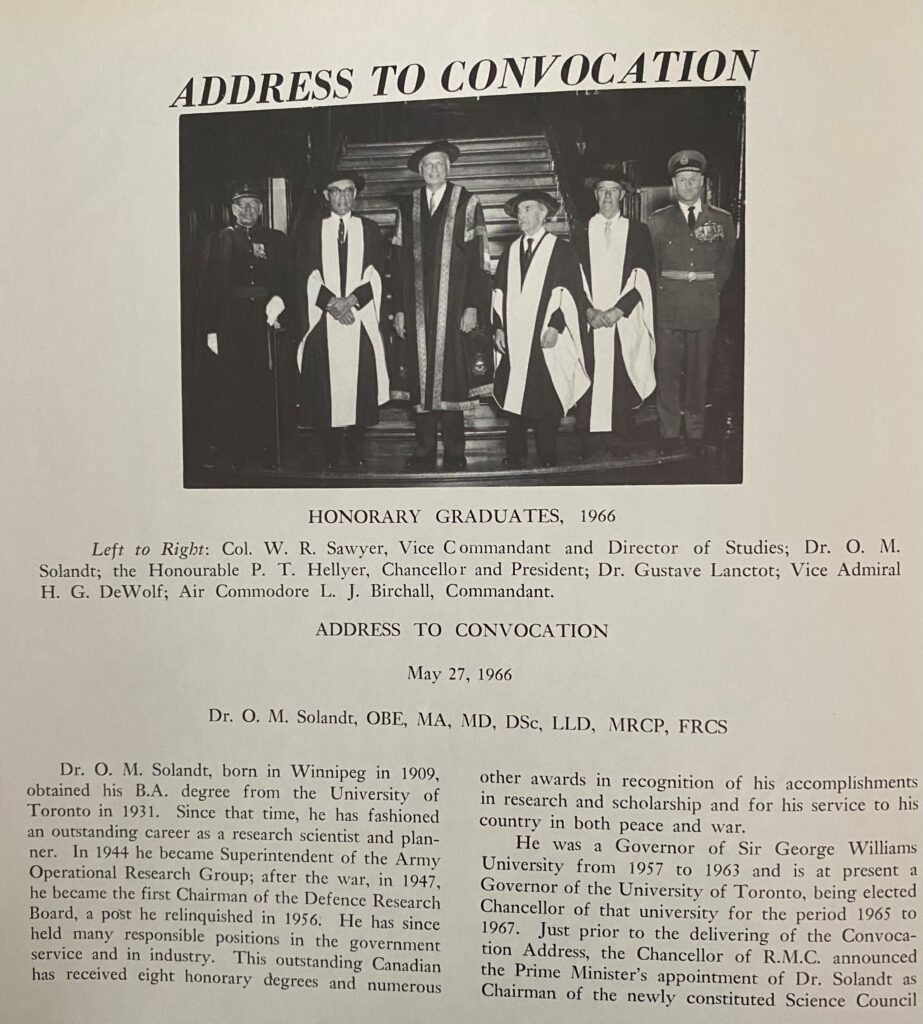 ADDRESS TO CONVOCATION
HONORARY GRADUATES, 1966
Left to Right: Col. W. R. Sawyer, Vice Commandant and Director of Studies; Dr. O. M.
Solandt; the Honourable P. T. Hellyer, Chancellor and President; Dr. Gustave Lanctot; Vice Admiral
H. G. DeWolf; Air Commodore L. J. Birchall, Commandant.
ADDRESS TO CONVOCATION
May 27, 1966
Dr. O. M. Solandt, OBE, MA, MD, DSc, LLD, MRCP, FRCS
Dr. O. M. Solandt, born in Winnipeg in 1909,
obtained his B.A. degree from the University of
Toronto in 1931. Since that time, he has fashioned
an outstanding career as a research scientist and plan-
ner. In 1944 he became Superintendent of the Army
Operational Research Group; after the war, in 1947,
he became the first Chairman of the Defence Research
Board, a post he relinquished in 1956. He has since
held many responsible positions in the government
service and in industry. This outstanding Canadian
has received eight honorary degrees and numerous
other awards in recognition of his accomplishments
in research and scholarship and for his service to his
country in both peace and war.
He was a Governor of Sir George Williams
University from 1957 to 1963 and is at present a
Governor of the University of Toronto, being elected
Chancellor of that university for the period 1965 to
1967. Just prior to the delivering of the Convoca-
tion Address, the Chancellor of R.M.C. announced
the Prime Minister's appointment of Dr. Solandt as
Chairman of the newly constituted Science Council